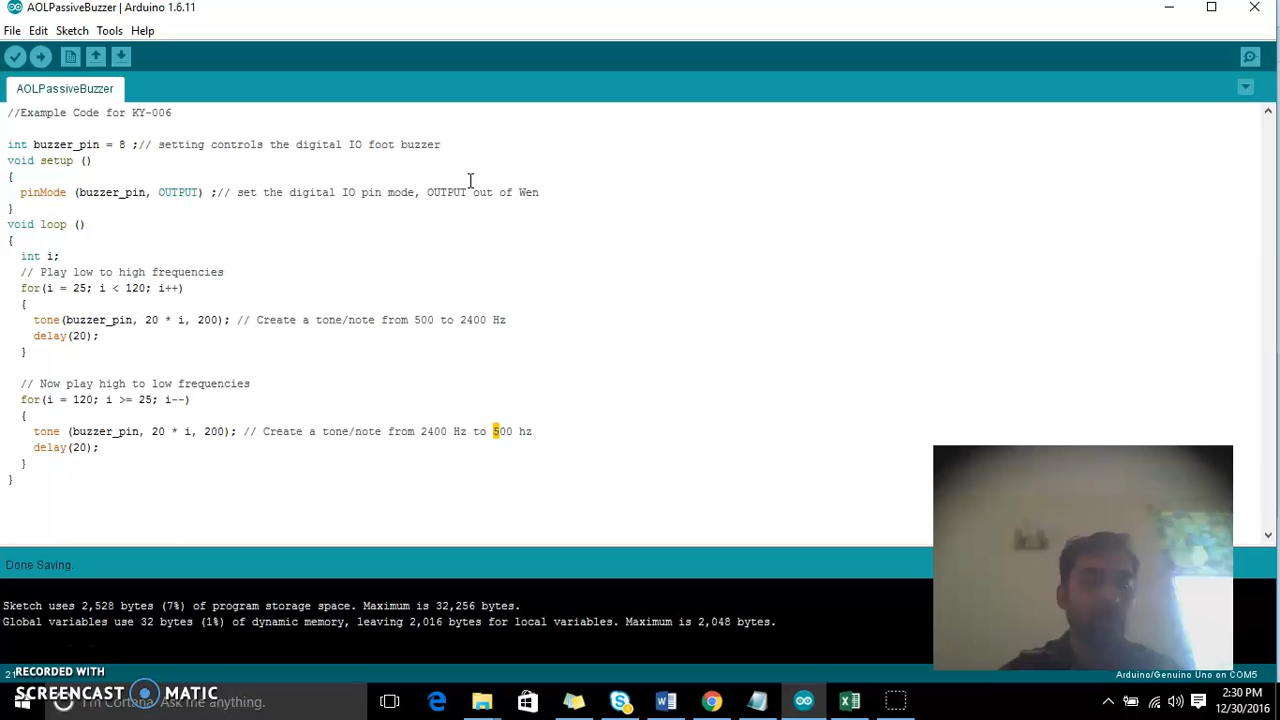 AOLPassiveBuzzer | Arduino 1.6.11
File Edit Sketch Tools Help
AOLPassiveBuzzer
//Example Code for KY-006
int buzzer_pin = 8 ;// setting controls the digital IO foot buzzer
void setup ()
{
pinMode (buzzer_pin, OUTPUT) ;// set the digital IO pin mode, OUTPUT out of Wen
}
void loop ()
{
int i;
// Play low to high frequencies
for(i = 25; i < 120; i++)
{
tone(buzzer_pin, 20 * i, 200); // Create a tone/note from 500 to 2400 Hz
delay(20);
}
// Now play high to low frequencies
for(i = 120; i >= 25; i--)
{
tone (buzzer_pin, 20 * i, 200); // Create a tone/note from 2400 Hz to 500 hz
delay(20);
}
}
Done Saving.
Sketch uses 2,528 bytes (7%) of program storage space. Maximum is 32,256 bytes.
Global variables use 32 bytes (1%) of dynamic memory, leaving 2,016 bytes for local variables. Maximum is 2,048 bytes.
21
RECORDED WITH
Arduino/Genuino Uno on COM5
SCREENCAST MATIC
I'm Cortana. Ask me anything.
2:30 PM
12/30/2016